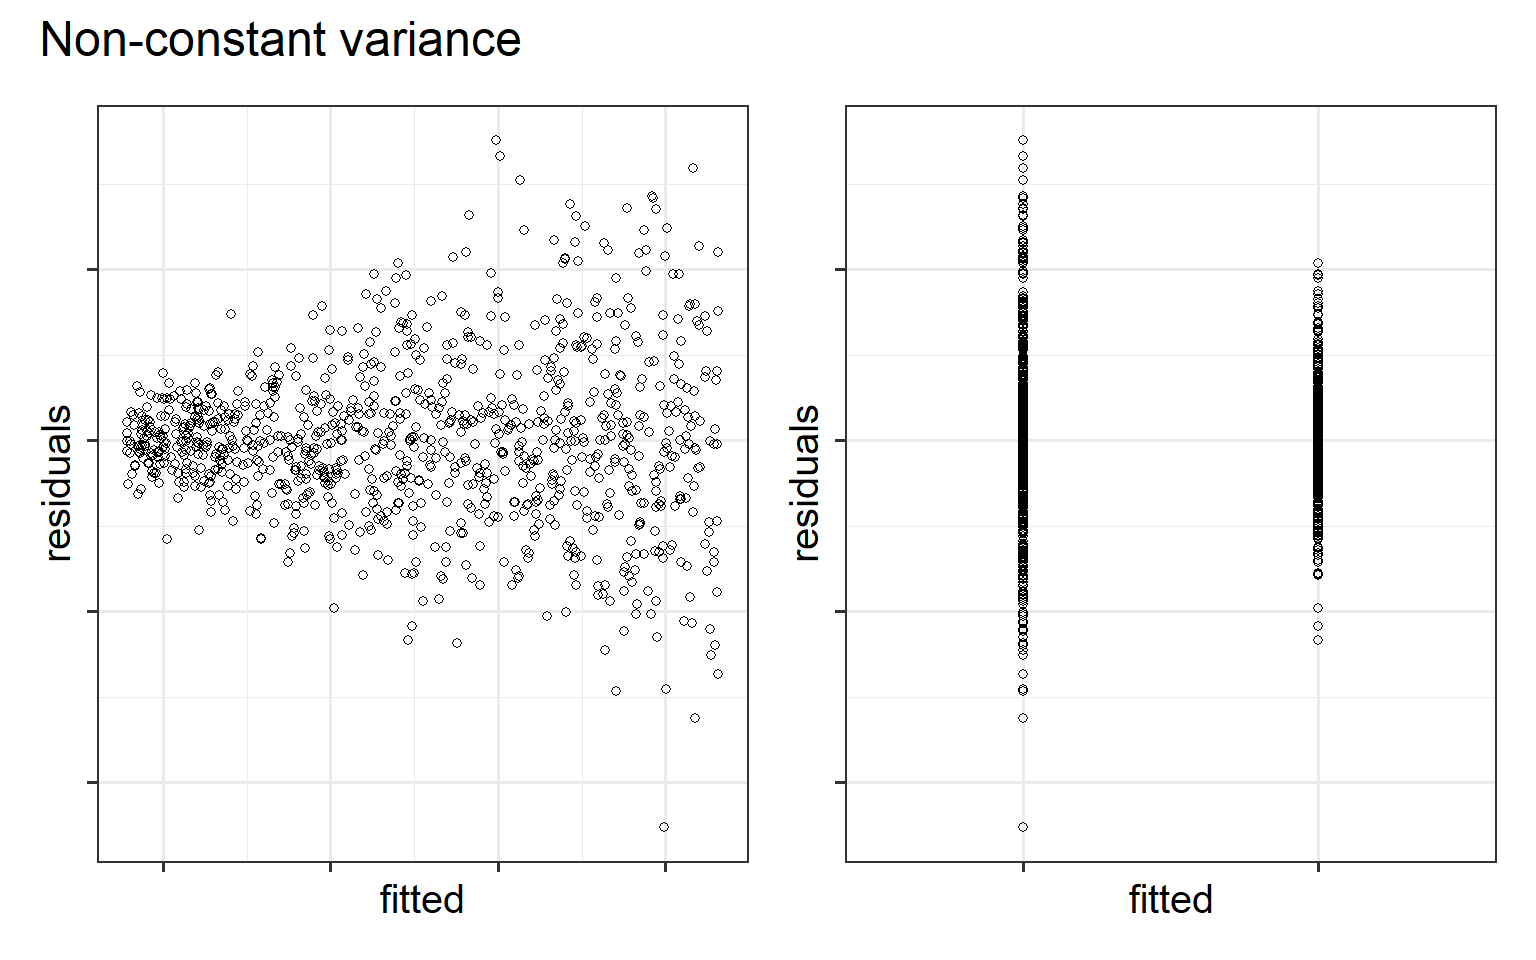 Non-constant variance
residuals
fitted
residuals
fitted